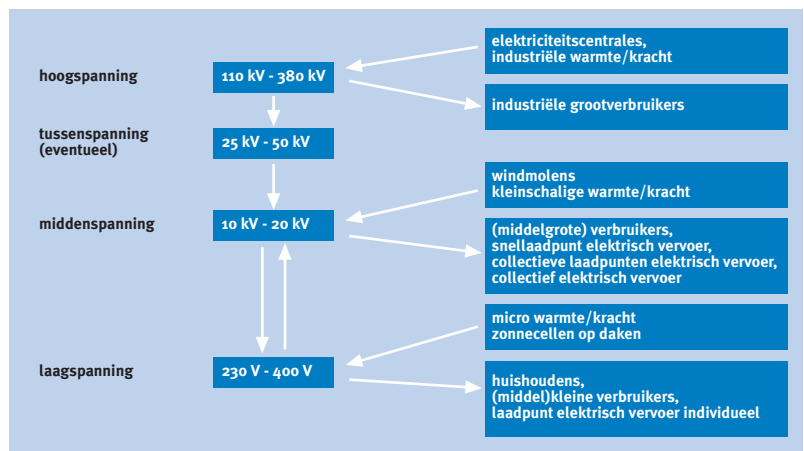 elektriciteitscentrales,
industriële warmte/kracht
hoogspanning
110 kV - 380 kV
industriële grootverbruikers
tussenspanning
(eventueel)
25 kV - 50 kV
windmolens
kleinschalige warmte/kracht
middenspanning
10 kV - 20 kV
(middelgrote) verbruikers,
snellaadpunt elektrisch vervoer,
collectieve laadpunten elektrisch vervoer,
collectief elektrisch vervoer
micro warmte/kracht
zonnecellen op daken
laagspanning
230 V - 400 V
huishoudens,
(middel)kleine verbruikers,
laadpunt elektrisch vervoer individueel